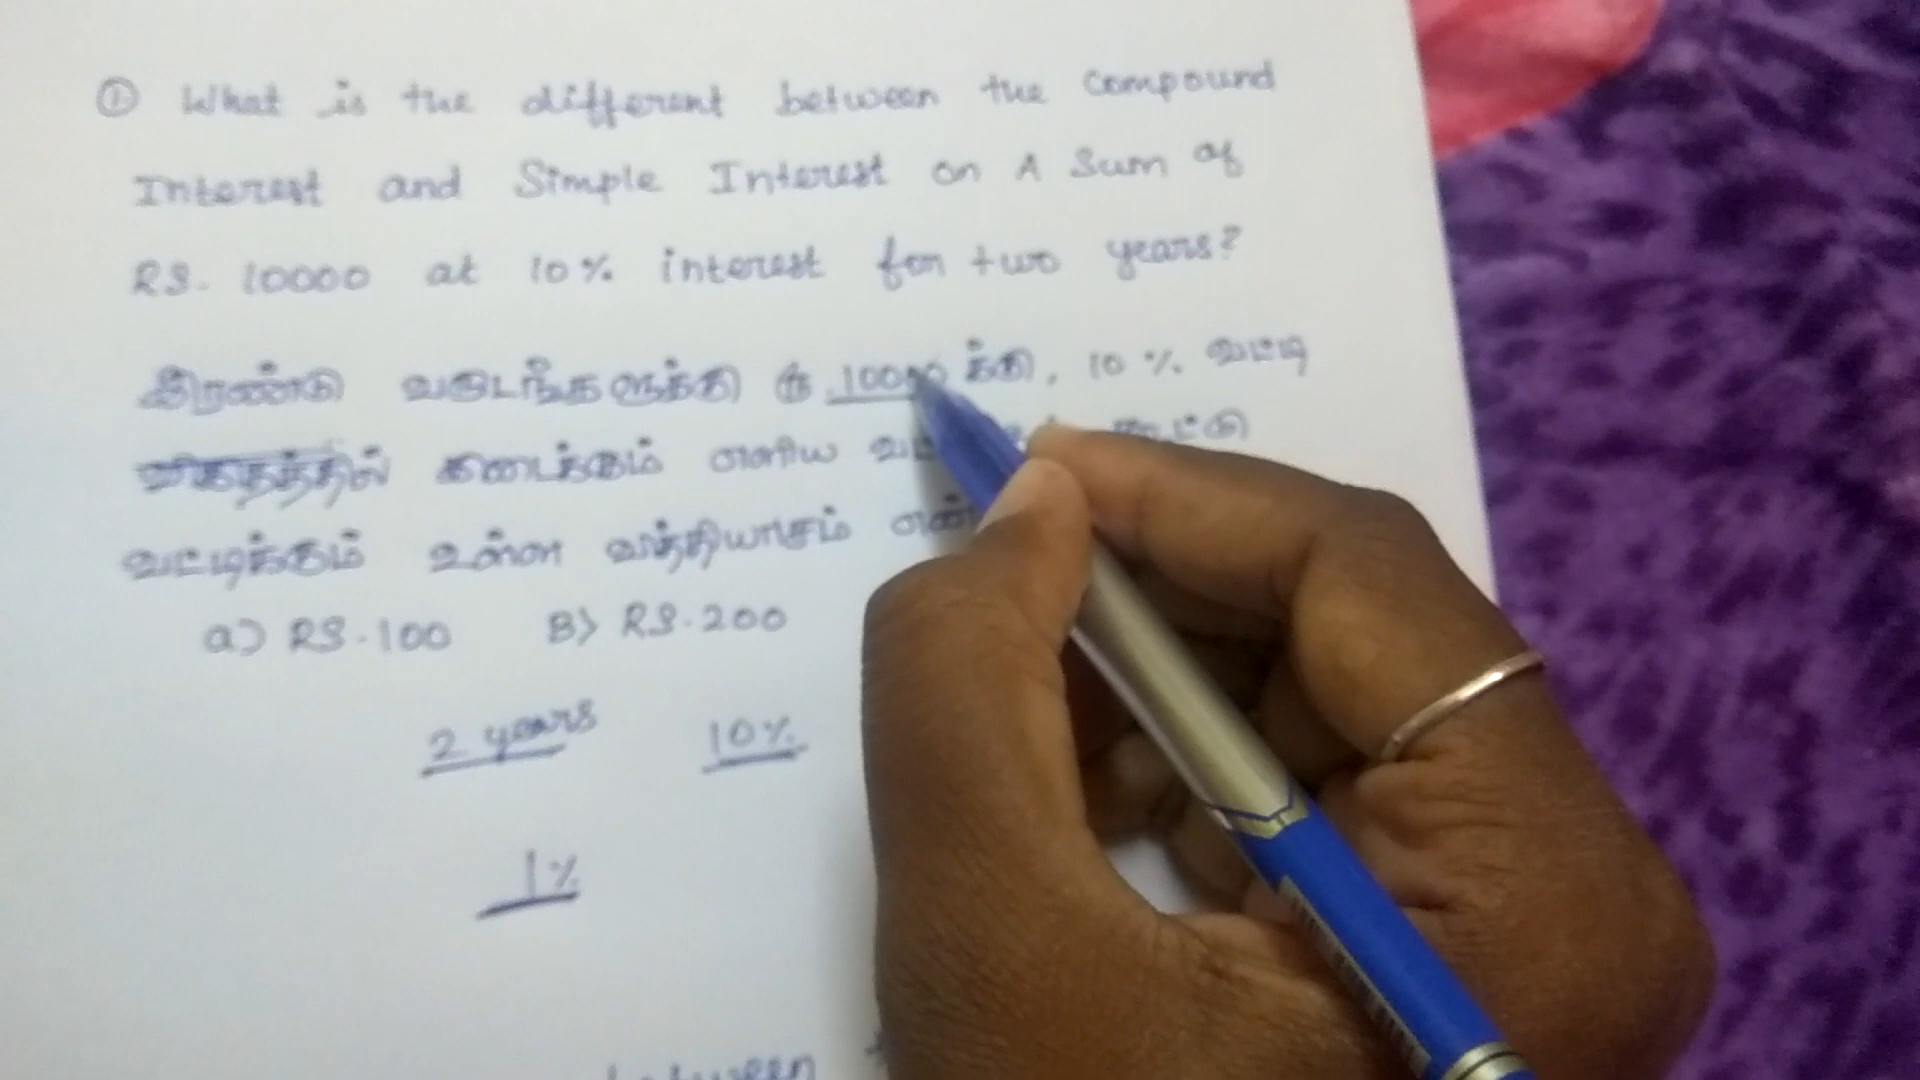 ① What is the different between the Compound
Interest and Simple Interest on A Sum of
RS. 10000 at 10% interest for two years?
இரண்டு வருடங்களுக்கு ரூ 10000 க்கு, 10 % வட்டி
கிடைக்கும் எளிய
வட்டிக்கும் உள்ள வித்தியாசம்
a) RS.100 B) RS.200
2 years 10%
1%
between